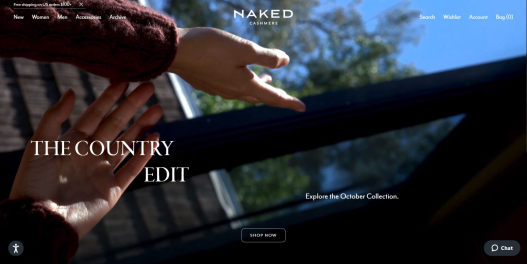 Free shipping on US orders $100+ ✕
New Women Men Accessories Archive
NAKED
CASHMERE
Search Wishlist Account Bag (0)
THE COUNTRY
EDIT
Explore the October Collection.
SHOP NOW
Chat